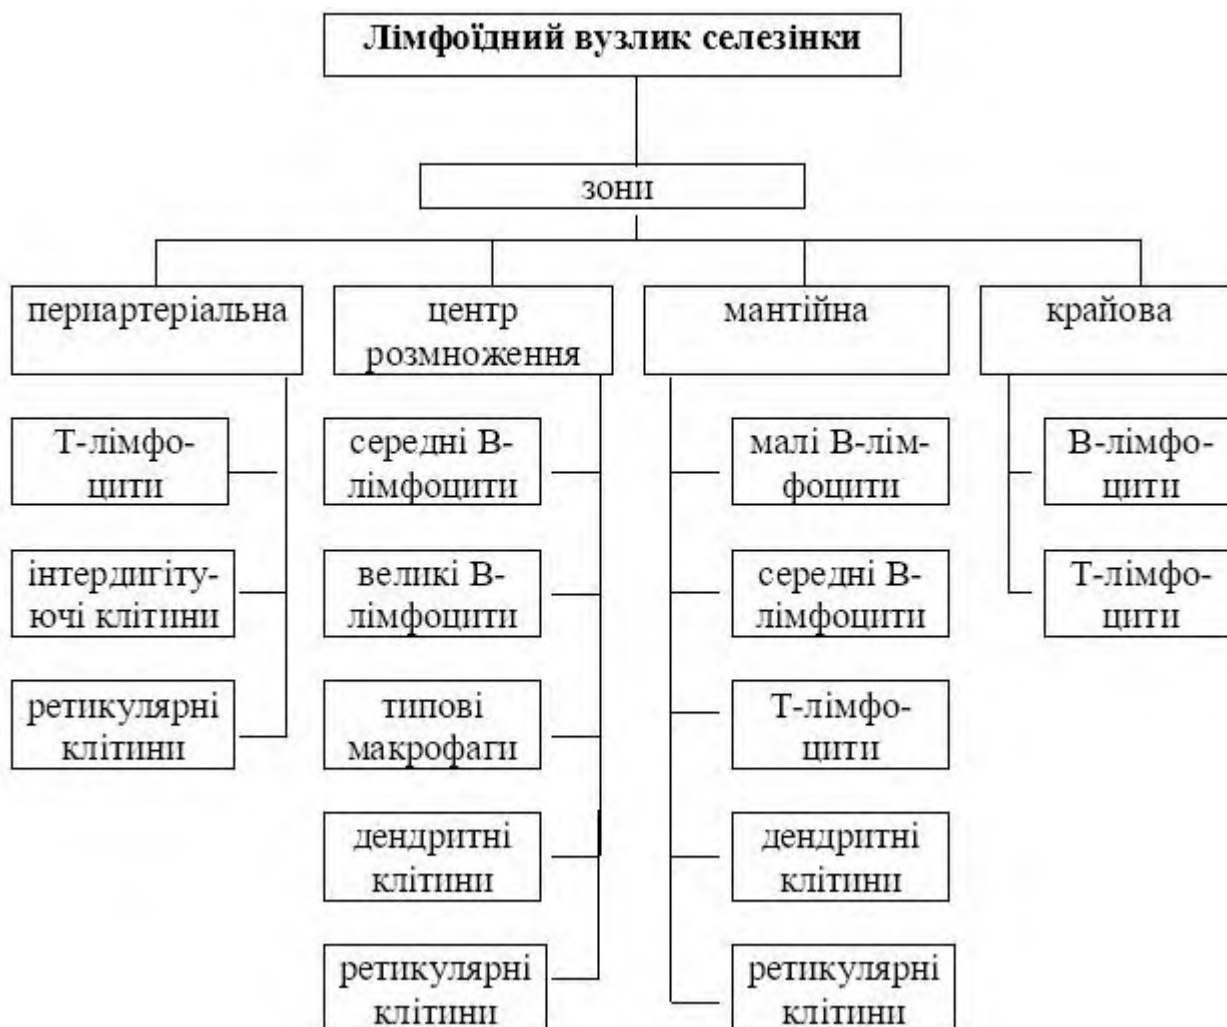 Лімфоїдний вузлик селезінки
зони
периартеріальна
центр
розмноження
мантійна
крайова
Т-лімфо-
цити
інтердигіту-
ючі клітини
ретикулярні
клітини
середні В-
лімфоцити
великі В-
лімфоцити
типові
макрофаги
дендритні
клітини
ретикулярні
клітини
малі В-лім-
фоцити
середні В-
лімфоцити
Т-лімфо-
цити
дендритні
клітини
ретикулярні
клітини
В-лімфо-
цити
Т-лімфо-
цити